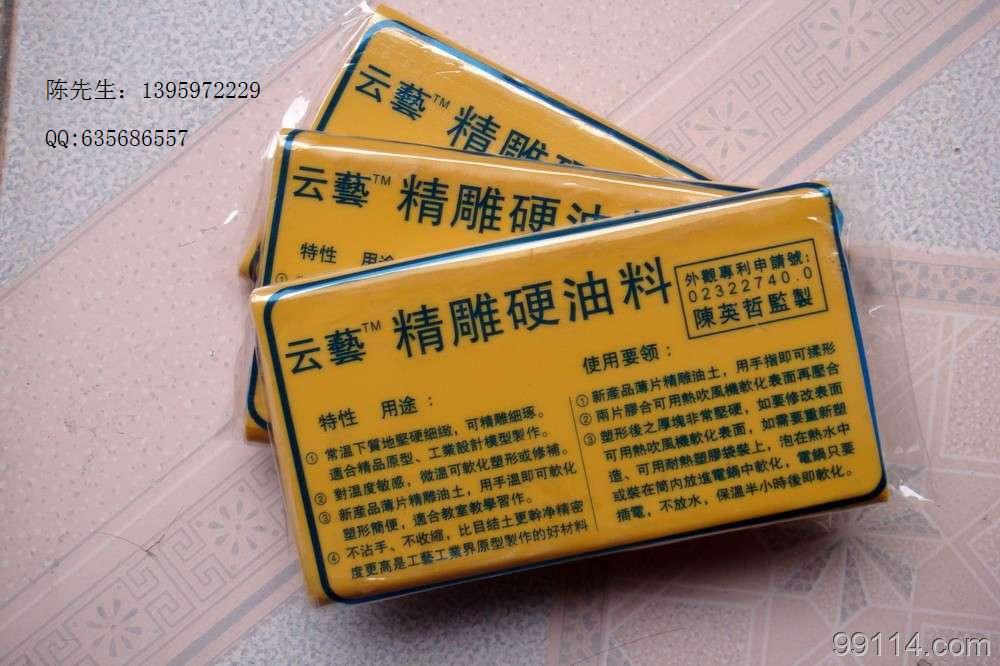 陈先生：1395972229
QQ:635686557
云藝™ 精雕硬
云藝™ 精雕硬油料
特性 用途
云藝™ 精雕硬油料
外觀專利申請號：
02322740.0
陳英哲監製
特性 用途：
① 常溫下質地堅硬細緻，可精雕細琢。
適合精品原型、工業設計模型製作。
② 對溫度敏感，微溫可軟化塑形或修補。
③ 新產品薄片精雕油土，用手溫即可軟化
塑形簡便，適合教室教學習作。
④ 不沾手、不收縮，比目结土更幹净精密
度更高是工藝工業界原型製作的好材料
使用要领：
① 新產品薄片精雕油土，用手指即可揉形
② 兩片膠合可用熱吹風機軟化表面再壓合
③ 塑形後之厚塊非常堅硬，如要修改表面
可用熱吹風機軟化表面，如需要重新塑
造、可用耐熱塑膠袋裝上，泡在熱水中
或裝在筒内放進電鍋中軟化，電鍋只要
插電，不放水，保溫半小時後即軟化。
99114.com